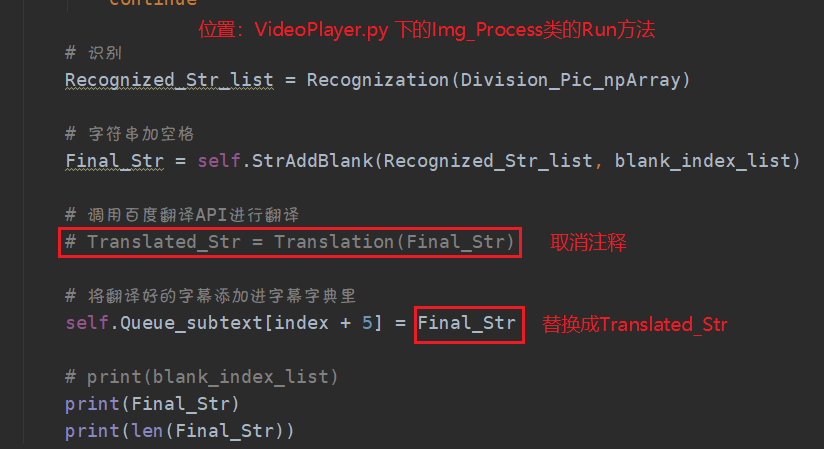 continue
位置：VideoPlayer.py 下的Img_Process类的Run方法
# 识别
Recognized_Str_list = Recognization(Division_Pic_npArray)
# 字符串加空格
Final_Str = self.StrAddBlank(Recognized_Str_list, blank_index_list)
# 调用百度翻译API进行翻译
# Translated_Str = Translation(Final_Str) 取消注释
# 将翻译好的字幕添加进字幕字典里
self.Queue_subtext[index + 5] = Final_Str 替换成Translated_Str
# print(blank_index_list)
print(Final_Str)
print(len(Final_Str))